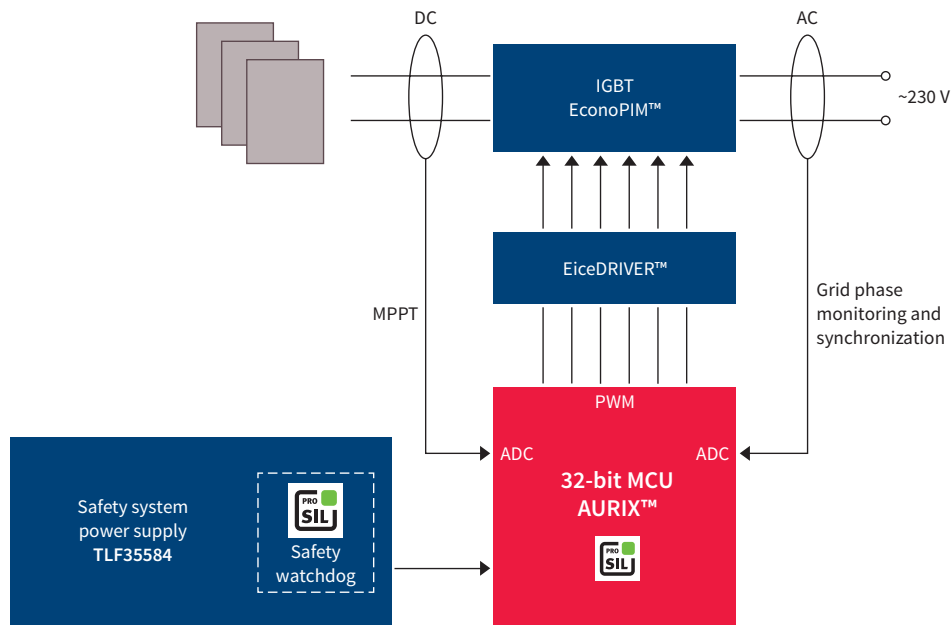 DC
AC
IGBT
EconoPIM™
~230 V
EiceDRIVER™
MPPT
Grid phase
monitoring and
synchronization
PWM
ADC
ADC
32-bit MCU
AURIX™
PRO
SIL
Safety system
power supply
TLF35584
PRO
SIL
Safety
watchdog